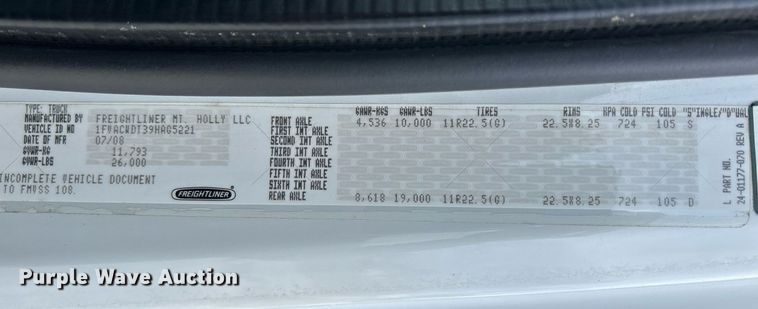 GAWR-KGS GAWR-LBS TIRES RIMS KPA COLD PSI COLD "S"INGLE/"D"UAL
TYPE: TRUCK
MANUFACTURED BY FREIGHTLINER MT. HOLLY LLC
VEHICLE ID NO 1FVACWDT39HAG5221
DATE OF MFR 07/08
GVWR-KG 11,793
GVWR-LBS 26,000
INCOMPLETE VEHICLE DOCUMENT
TO FMVSS 108.
FREIGHTLINER
FRONT AXLE 4,536 10,000 11R22.5(G) 22.5X8.25 724 105 S
FIRST INT AXLE
SECOND INT AXLE
THIRD INT AXLE
FOURTH INT AXLE
FIFTH INT AXLE
SIXTH INT AXLE
REAR AXLE 8,618 19,000 11R22.5(G) 22.5X8.25 724 105 D
L PART NO.
24-01177-070 REV A
Purple Wave Auction